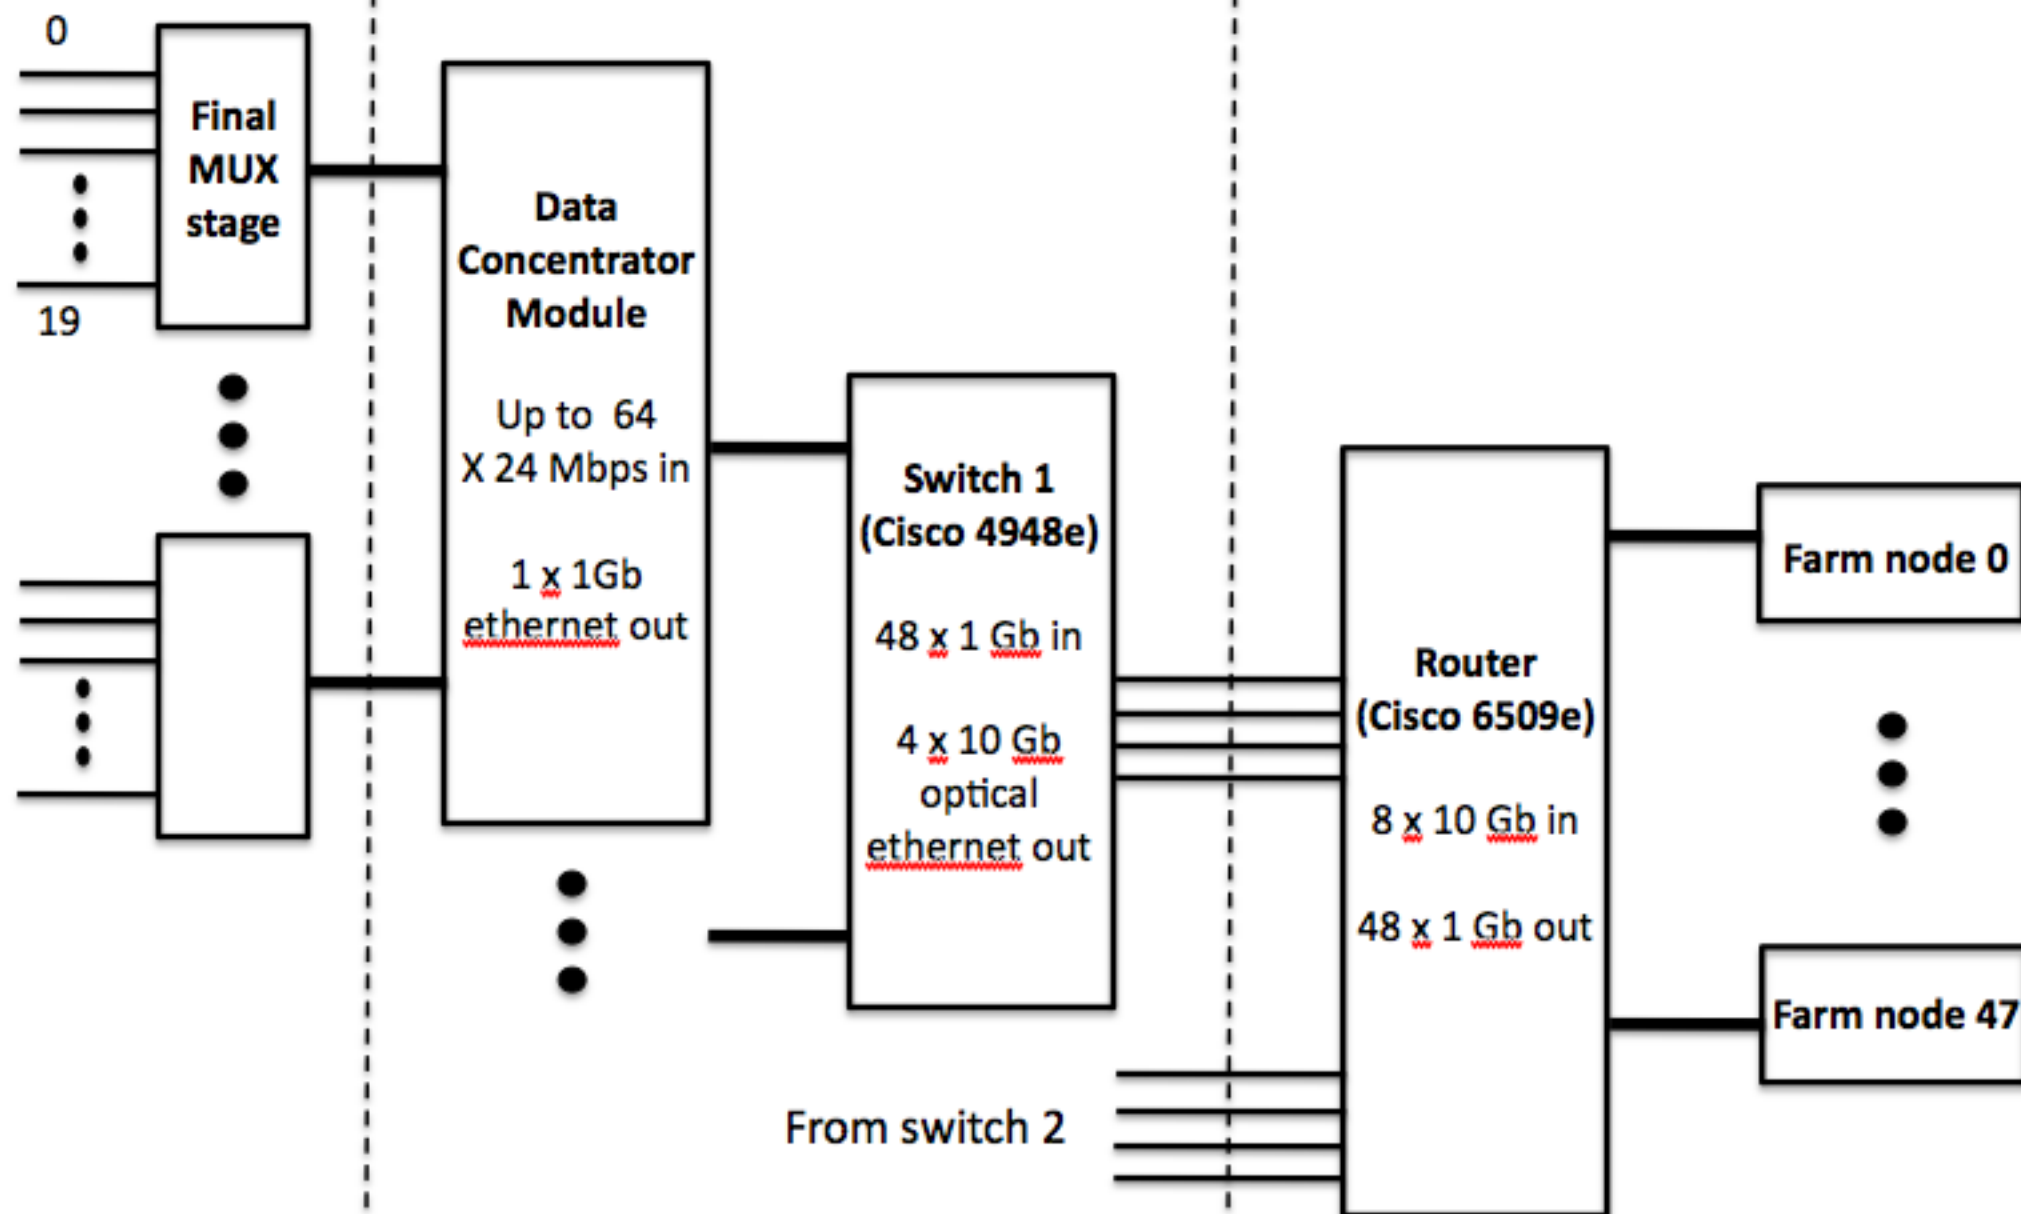 0
Final
MUX
stage
19
Data
Concentrator
Module
Up to 64
X 24 Mbps in
1 x 1Gb
ethernet out
Switch 1
(Cisco 4948e)
48 x 1 Gb in
4 x 10 Gb
optical
ethernet out
From switch 2
Router
(Cisco 6509e)
8 x 10 Gb in
48 x 1 Gb out
Farm node 0
Farm node 47